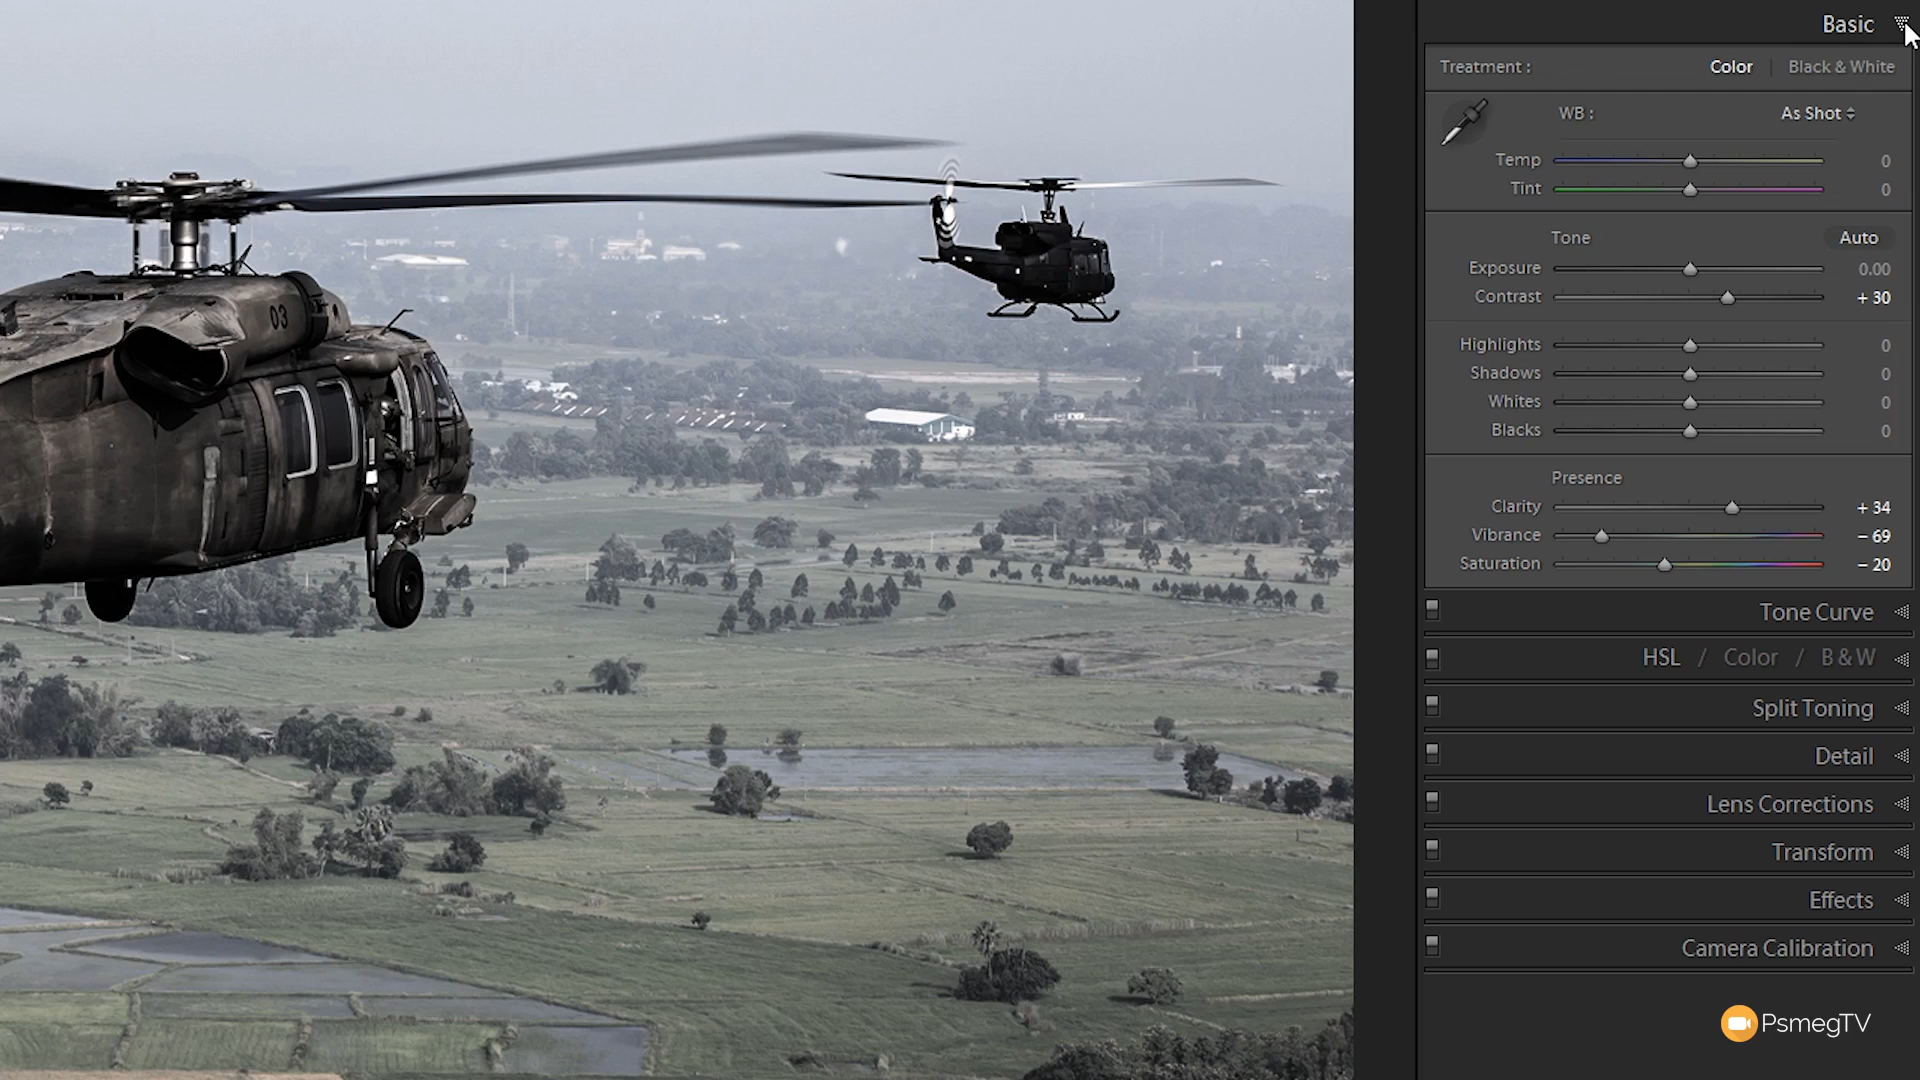 Basic
Treatment : Color Black & White
WB : As Shot
Temp 0
Tint 0
Tone Auto
Exposure 0.00
Contrast + 30
Highlights 0
Shadows 0
Whites 0
Blacks 0
Presence
Clarity + 34
Vibrance − 69
Saturation − 20
Tone Curve
HSL / Color / B & W
Split Toning
Detail
Lens Corrections
Transform
Effects
Camera Calibration
PsmegTV
03